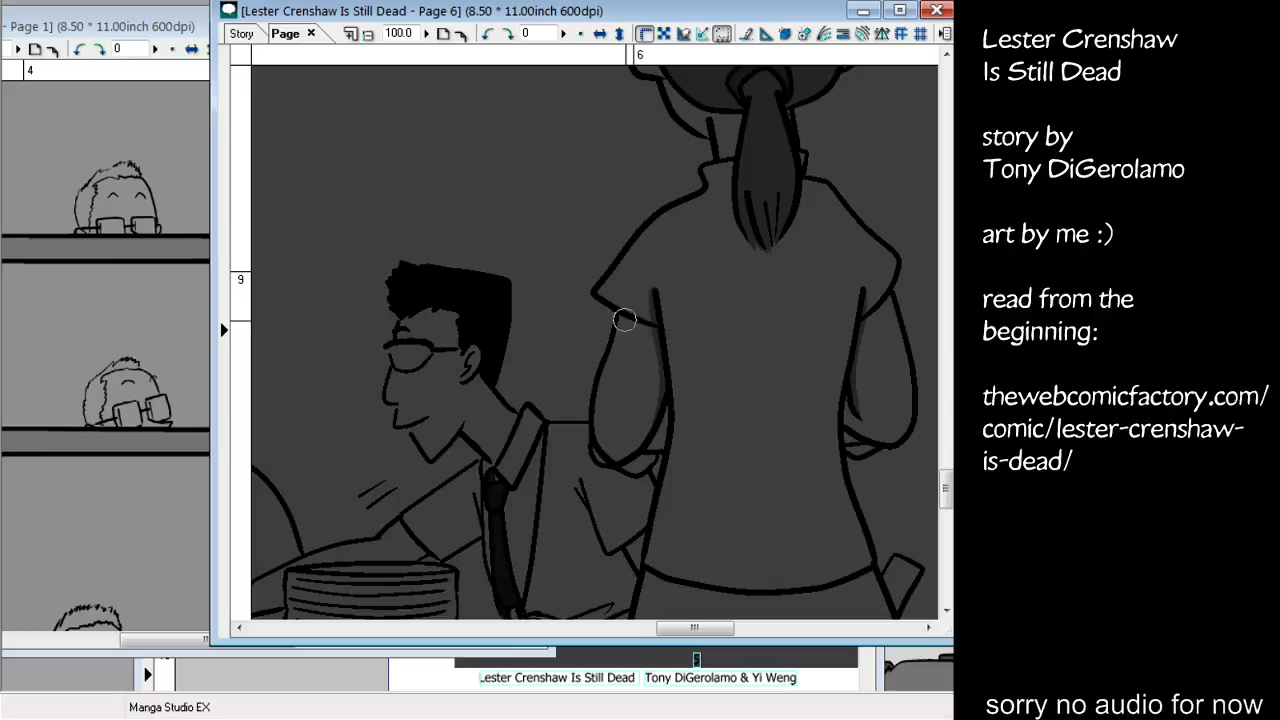 - Page 1] (8.50 * 11.00inch 600dpi)
[Lester Crenshaw Is Still Dead - Page 6] (8.50 * 11.00inch 600dpi)
0
Story
Page
100.0
0
4
6
9
5
Lester Crenshaw Is Still Dead
Tony DiGerolamo & Yi Weng
Manga Studio EX
Lester Crenshaw
Is Still Dead
story by
Tony DiGerolamo
art by me :)
read from the
beginning:
thewebcomicfactory.com/
comic/lester-crenshaw-
is-dead/
sorry no audio for now